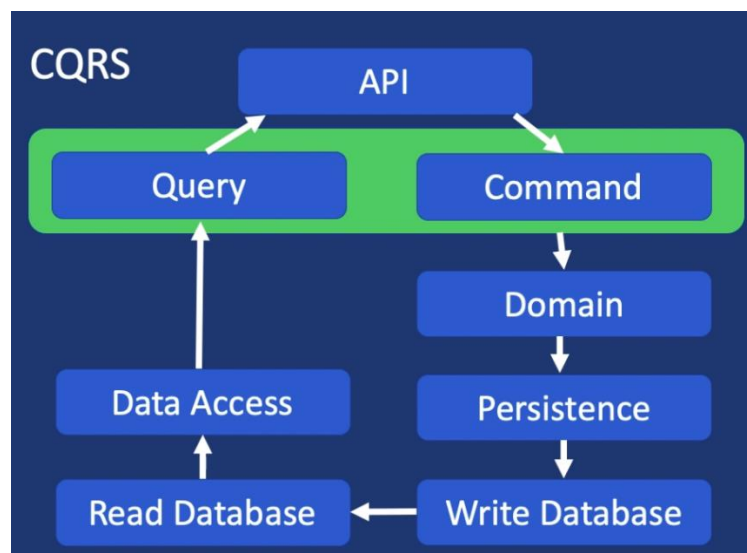 CQRS
API
Query
Command
Domain
Data Access
Persistence
Read Database
Write Database